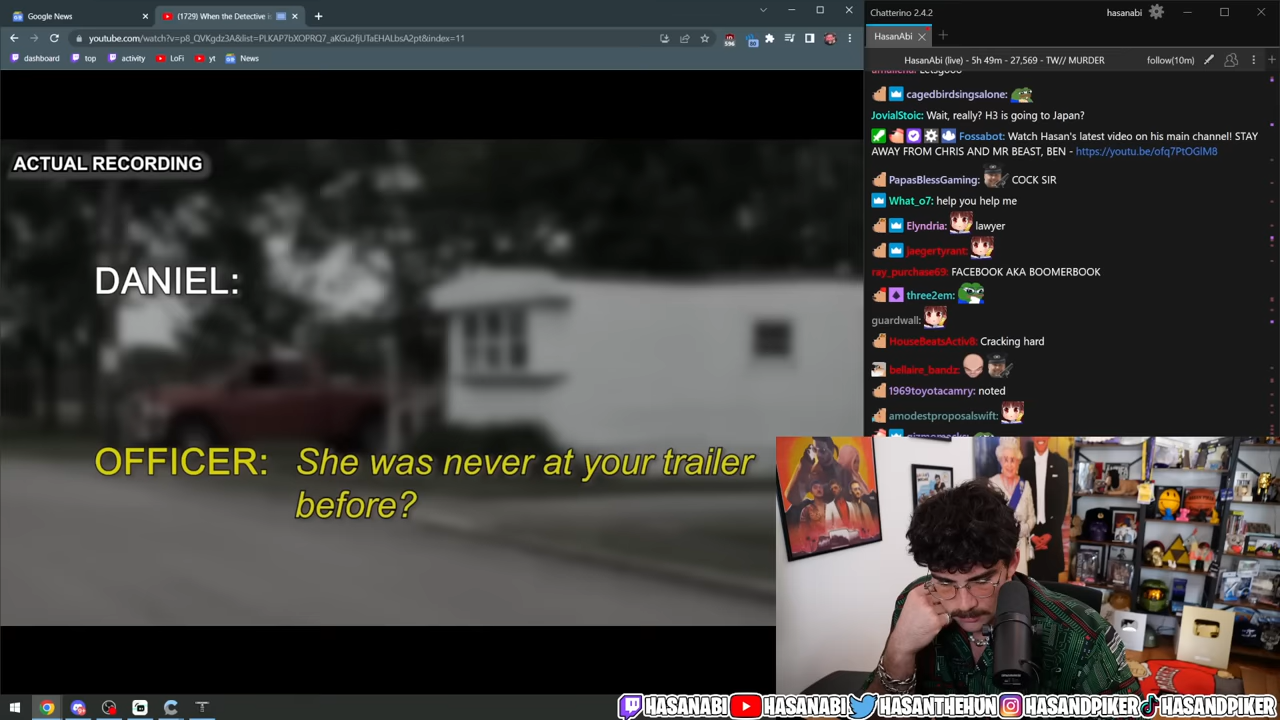 Google News
(1729) When the Detective is
youtube.com/watch?v=p8_QVKgdz3A&list=PLKAP7bXOPRQ7_aKGu2fjUTaEHALbsA2pt&index=11
596
dashboard
top
activity
LoFi
yt
News
ACTUAL RECORDING
DANIEL:
OFFICER: She was never at your trailer
before?
Chatterino 2.4.2
hasanabi
HasanAbi
HasanAbi (live) - 5h 49m - 27,569 - TW// MURDER
follow(10m)
cagedbirdsingsalone:
JovialStoic: Wait, really? H3 is going to Japan?
Fossabot: Watch Hasan's latest video on his main channel! STAY
AWAY FROM CHRIS AND MR BEAST, BEN - https://youtu.be/ofq7PtOGlM8
PapasBlessGaming: COCK SIR
What_o7: help you help me
Elyndria: lawyer
jaegertyrant:
ray_purchase69: FACEBOOK AKA BOOMERBOOK
three2em:
guardwall:
HouseBeatsActiv8: Cracking hard
bellaire_bandz:
1969toyotacamry: noted
amodestproposalswift:
HASANABI HASANABI HASANTHEHUN HASANDPIKER HASANDPIKER